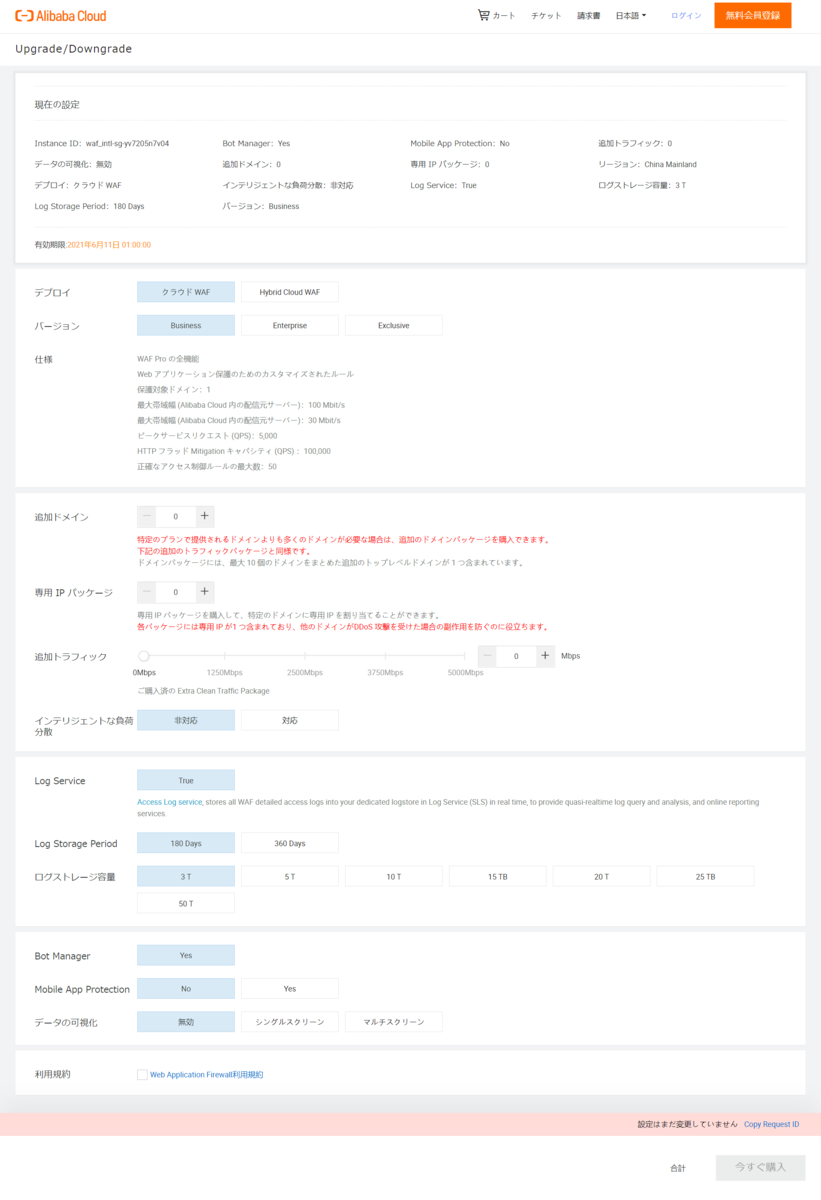 Alibaba Cloud
カート チケット 請求書 日本語 ログイン 無料会員登録
Upgrade/Downgrade
現在の設定
Instance ID: waf_intl-sg-yv7205n7v04 Bot Manager: Yes Mobile App Protection: No 追加トラフィック: 0
データの可視化: 無効 追加ドメイン: 0 専用 IP パッケージ: 0 リージョン: China Mainland
デプロイ: クラウド WAF インテリジェントな負荷分散: 非対応 Log Service: True ログストレージ容量: 3 T
Log Storage Period: 180 Days バージョン: Business
有効期限:2021年6月11日 01:00:00
デプロイ クラウド WAF Hybrid Cloud WAF
バージョン Business Enterprise Exclusive
仕様 WAF Pro の全機能
Web アプリケーション保護のためのカスタマイズされたルール
保護対象ドメイン: 1
最大帯域幅 (Alibaba Cloud 内の配信元サーバー): 100 Mbit/s
最大帯域幅 (Alibaba Cloud 内の配信元サーバー): 30 Mbit/s
ピークサービスリクエスト (QPS): 5,000
HTTP フラッド Mitigation キャパシティ (QPS) : 100,000
正確なアクセス制御ルールの最大数: 50
追加ドメイン − 0 +
特定のプランで提供されるドメインよりも多くのドメインが必要な場合は、追加のドメインパッケージを購入できます。
下記の追加のトラフィックパッケージと同様です。
ドメインパッケージには、最大 10 個のドメインをまとめた追加のトップレベルドメインが 1 つ含まれています。
専用 IP パッケージ − 0 +
専用 IP パッケージを購入して、特定のドメインに専用 IP を割り当てることができます。
各パッケージには専用 IP が1 つ含まれており、他のドメインがDDoS 攻撃を受けた場合の副作用を防ぐのに役立ちます。
追加トラフィック − 0 + Mbps
0Mbps 1250Mbps 2500Mbps 3750Mbps 5000Mbps
ご購入済の Extra Clean Traffic Package
インテリジェントな負荷 非対応 対応
分散
Log Service True
Access Log service, stores all WAF detailed access logs into your dedicated logstore in Log Service (SLS) in real time, to provide quasi-realtime log query and analysis, and online reporting
services.
Log Storage Period 180 Days 360 Days
ログストレージ容量 3 T 5 T 10 T 15 TB 20 T 25 TB
50 T
Bot Manager Yes
Mobile App Protection No Yes
データの可視化 無効 シングルスクリーン マルチスクリーン
利用規約 Web Application Firewall利用規約
設定はまだ変更していません Copy Request ID
合計 今すぐ購入